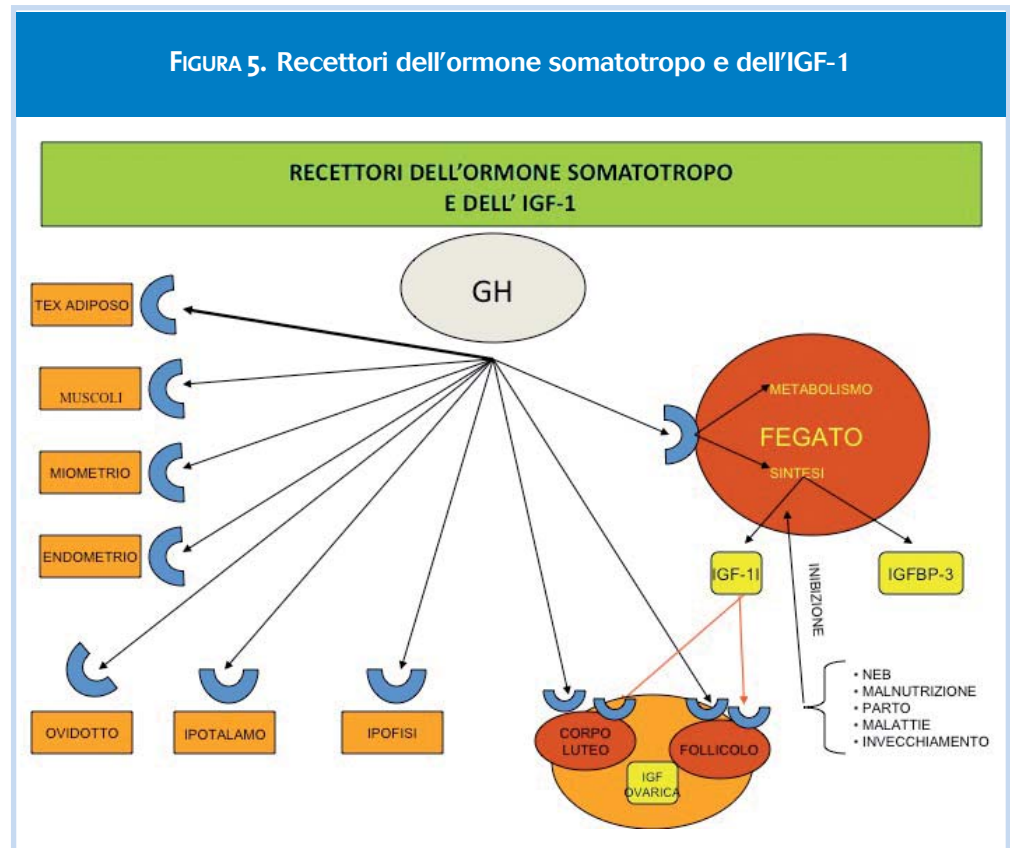 FIGURA 5. Recettori dell'ormone somatotropo e dell'IGF-1
RECETTORI DELL'ORMONE SOMATOTROPO
E DELL' IGF-1
GH
TEX ADIPOSO
MUSCOLI
MIOMETRIO
ENDOMETRIO
OVIDOTTO
IPOTALAMO
IPOFISI
METABOLISMO
FEGATO
SINTESI
IGF-1I
IGFBP-3
INIBIZIONE
• NEB
• MALNUTRIZIONE
• PARTO
• MALATTIE
• INVECCHIAMENTO
CORPO
LUTEO
FOLLICOLO
IGF
OVARICA